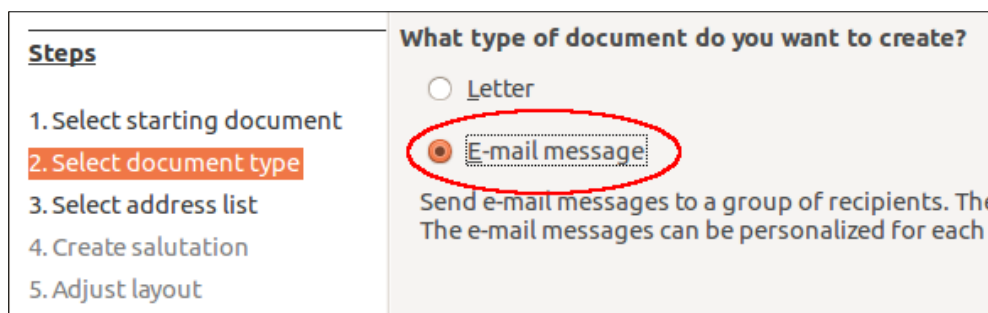 Steps
1. Select starting document
2. Select document type
3. Select address list
4. Create salutation
5. Adjust layout
What type of document do you want to create?
Letter
E-mail message
Send e-mail messages to a group of recipients. The
The e-mail messages can be personalized for each